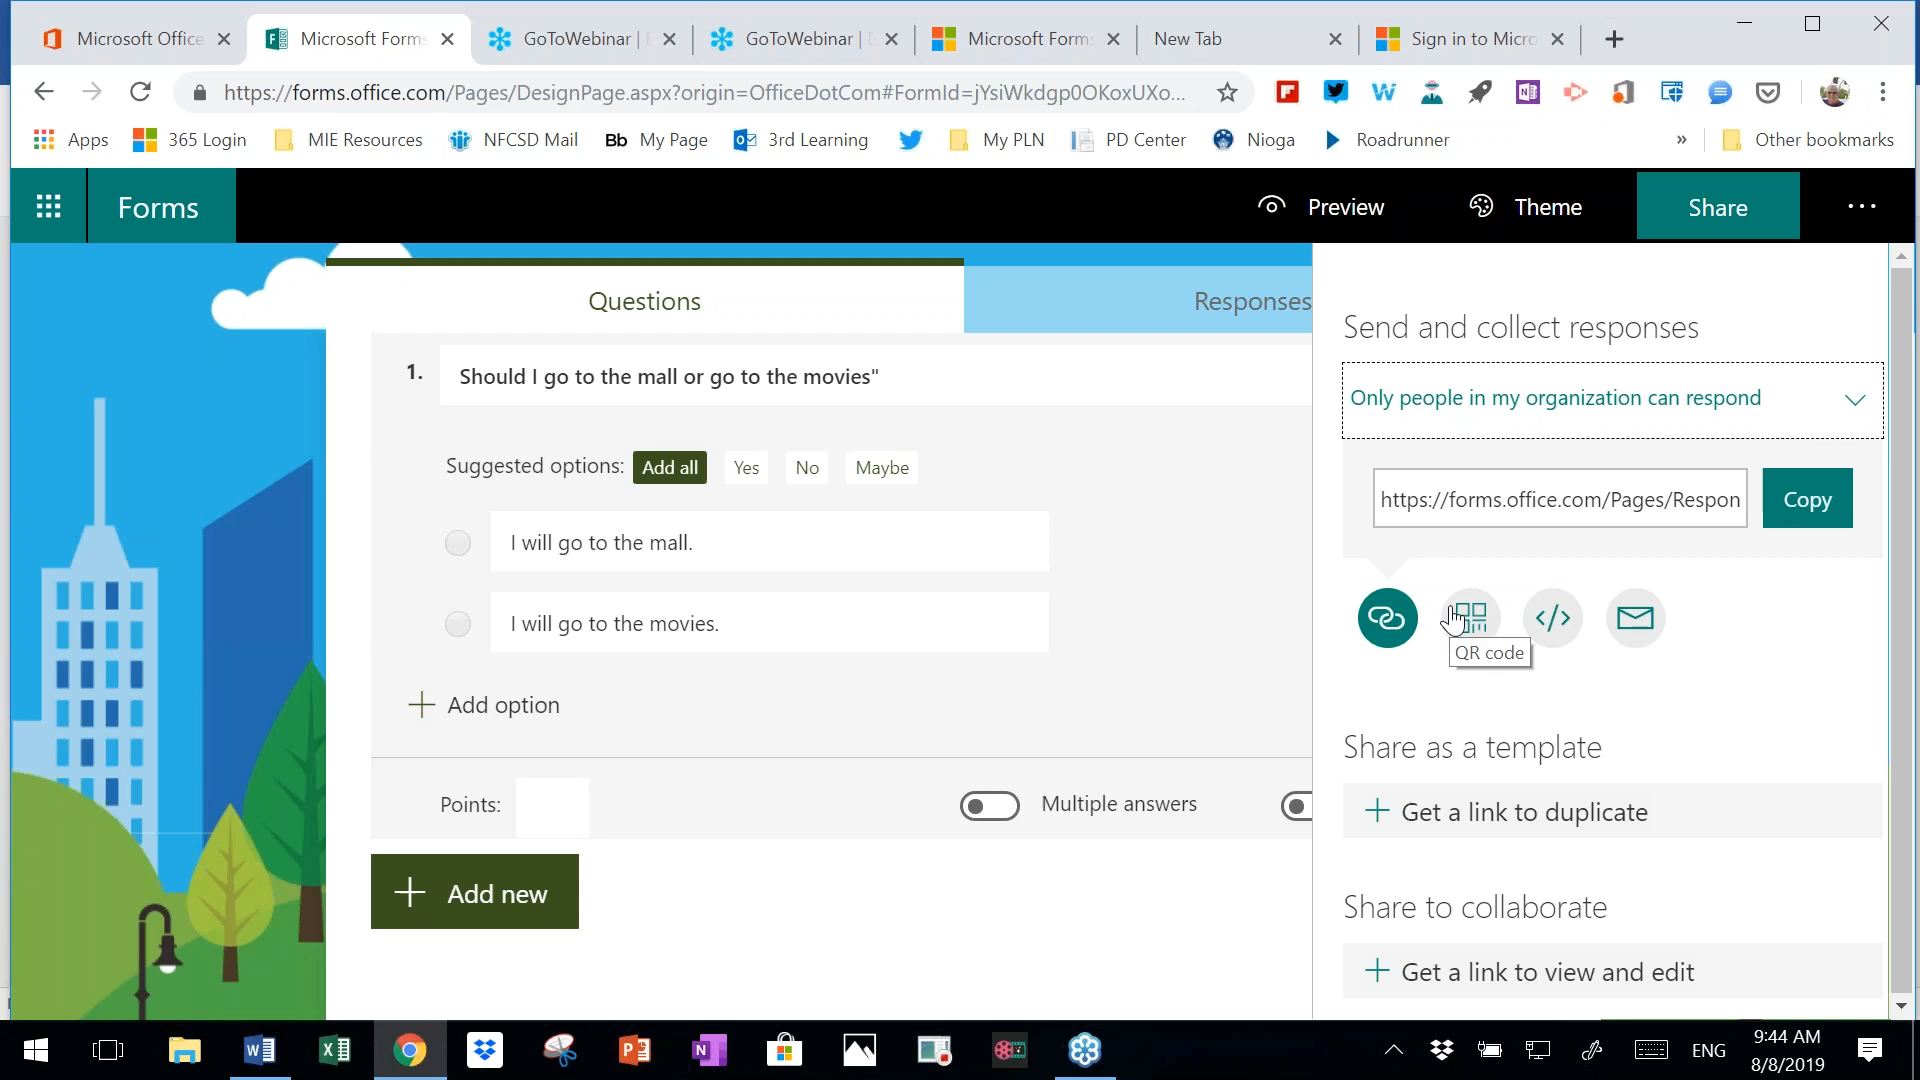 Microsoft Office
Microsoft Forms
GoToWebinar |
GoToWebinar |
Microsoft Forms
New Tab
Sign in to Micro
https://forms.office.com/Pages/DesignPage.aspx?origin=OfficeDotCom#FormId=jYsiWkdgp0OKoxUXo...
Apps
365 Login
MIE Resources
NFCSD Mail
Bb My Page
3rd Learning
My PLN
PD Center
Nioga
Roadrunner
»
Other bookmarks
Forms
Preview
Theme
Share
...
Questions
Responses
1. Should I go to the mall or go to the movies"
Suggested options: Add all Yes No Maybe
I will go to the mall.
I will go to the movies.
+ Add option
Points:
Multiple answers
+ Add new
Send and collect responses
Only people in my organization can respond
https://forms.office.com/Pages/Respon
Copy
</>
QR code
Share as a template
+ Get a link to duplicate
Share to collaborate
+ Get a link to view and edit
ENG
9:44 AM
8/8/2019